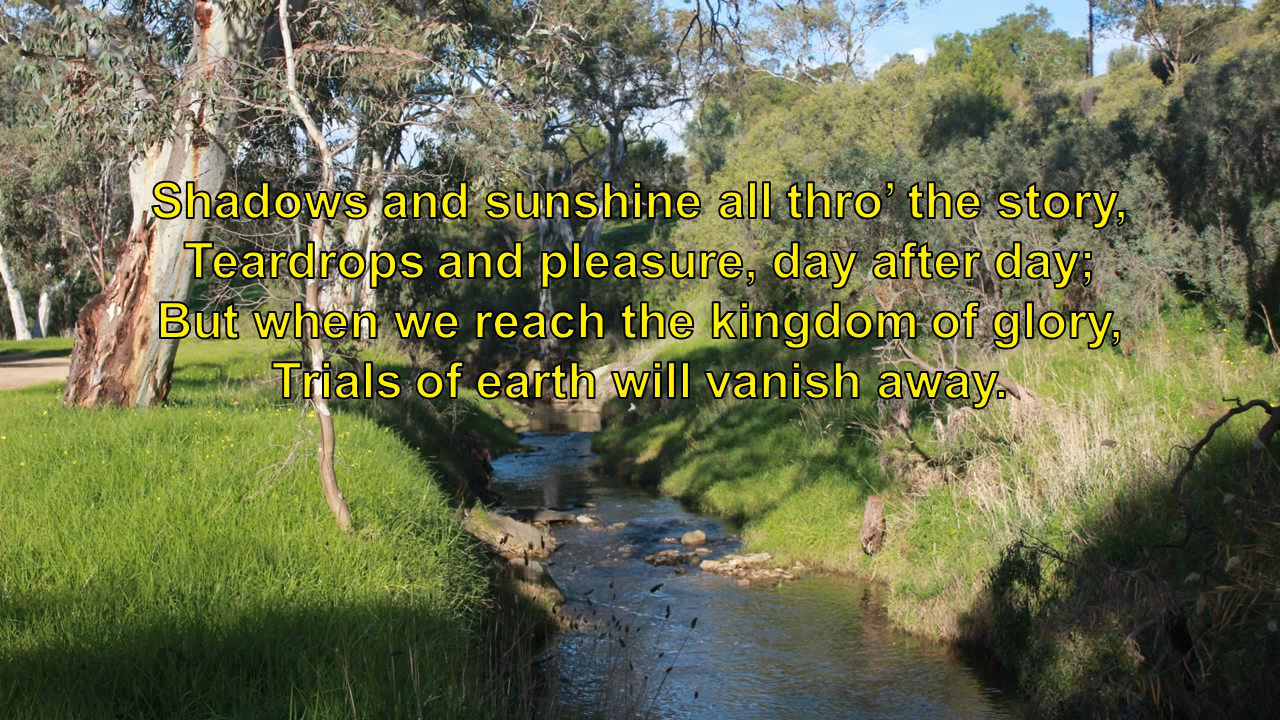 Shadows and sunshine all thro’ the story,
Teardrops and pleasure, day after day;
But when we reach the kingdom of glory,
Trials of earth will vanish away.